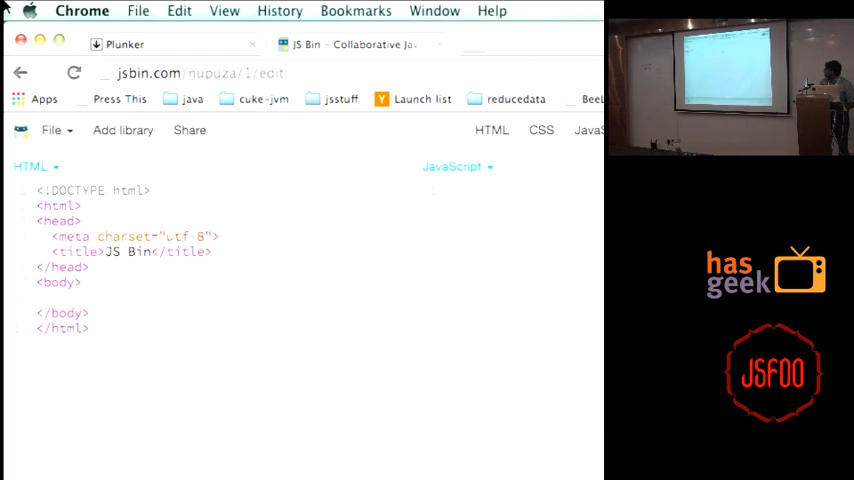 Chrome File Edit View History Bookmarks Window Help
Plunker × JS Bin - Collaborative Jav ×
jsbin.com/nupuza/1/edit
Apps Press This java cuke-jvm jsstuff Launch list reducedata BeeL
File Add library Share HTML CSS JavaS
HTML JavaScript
<!DOCTYPE html>
<html>
<head>
<meta charset="utf-8">
<title>JS Bin</title>
</head>
<body>
</body>
</html>
has
geek
JSFOO